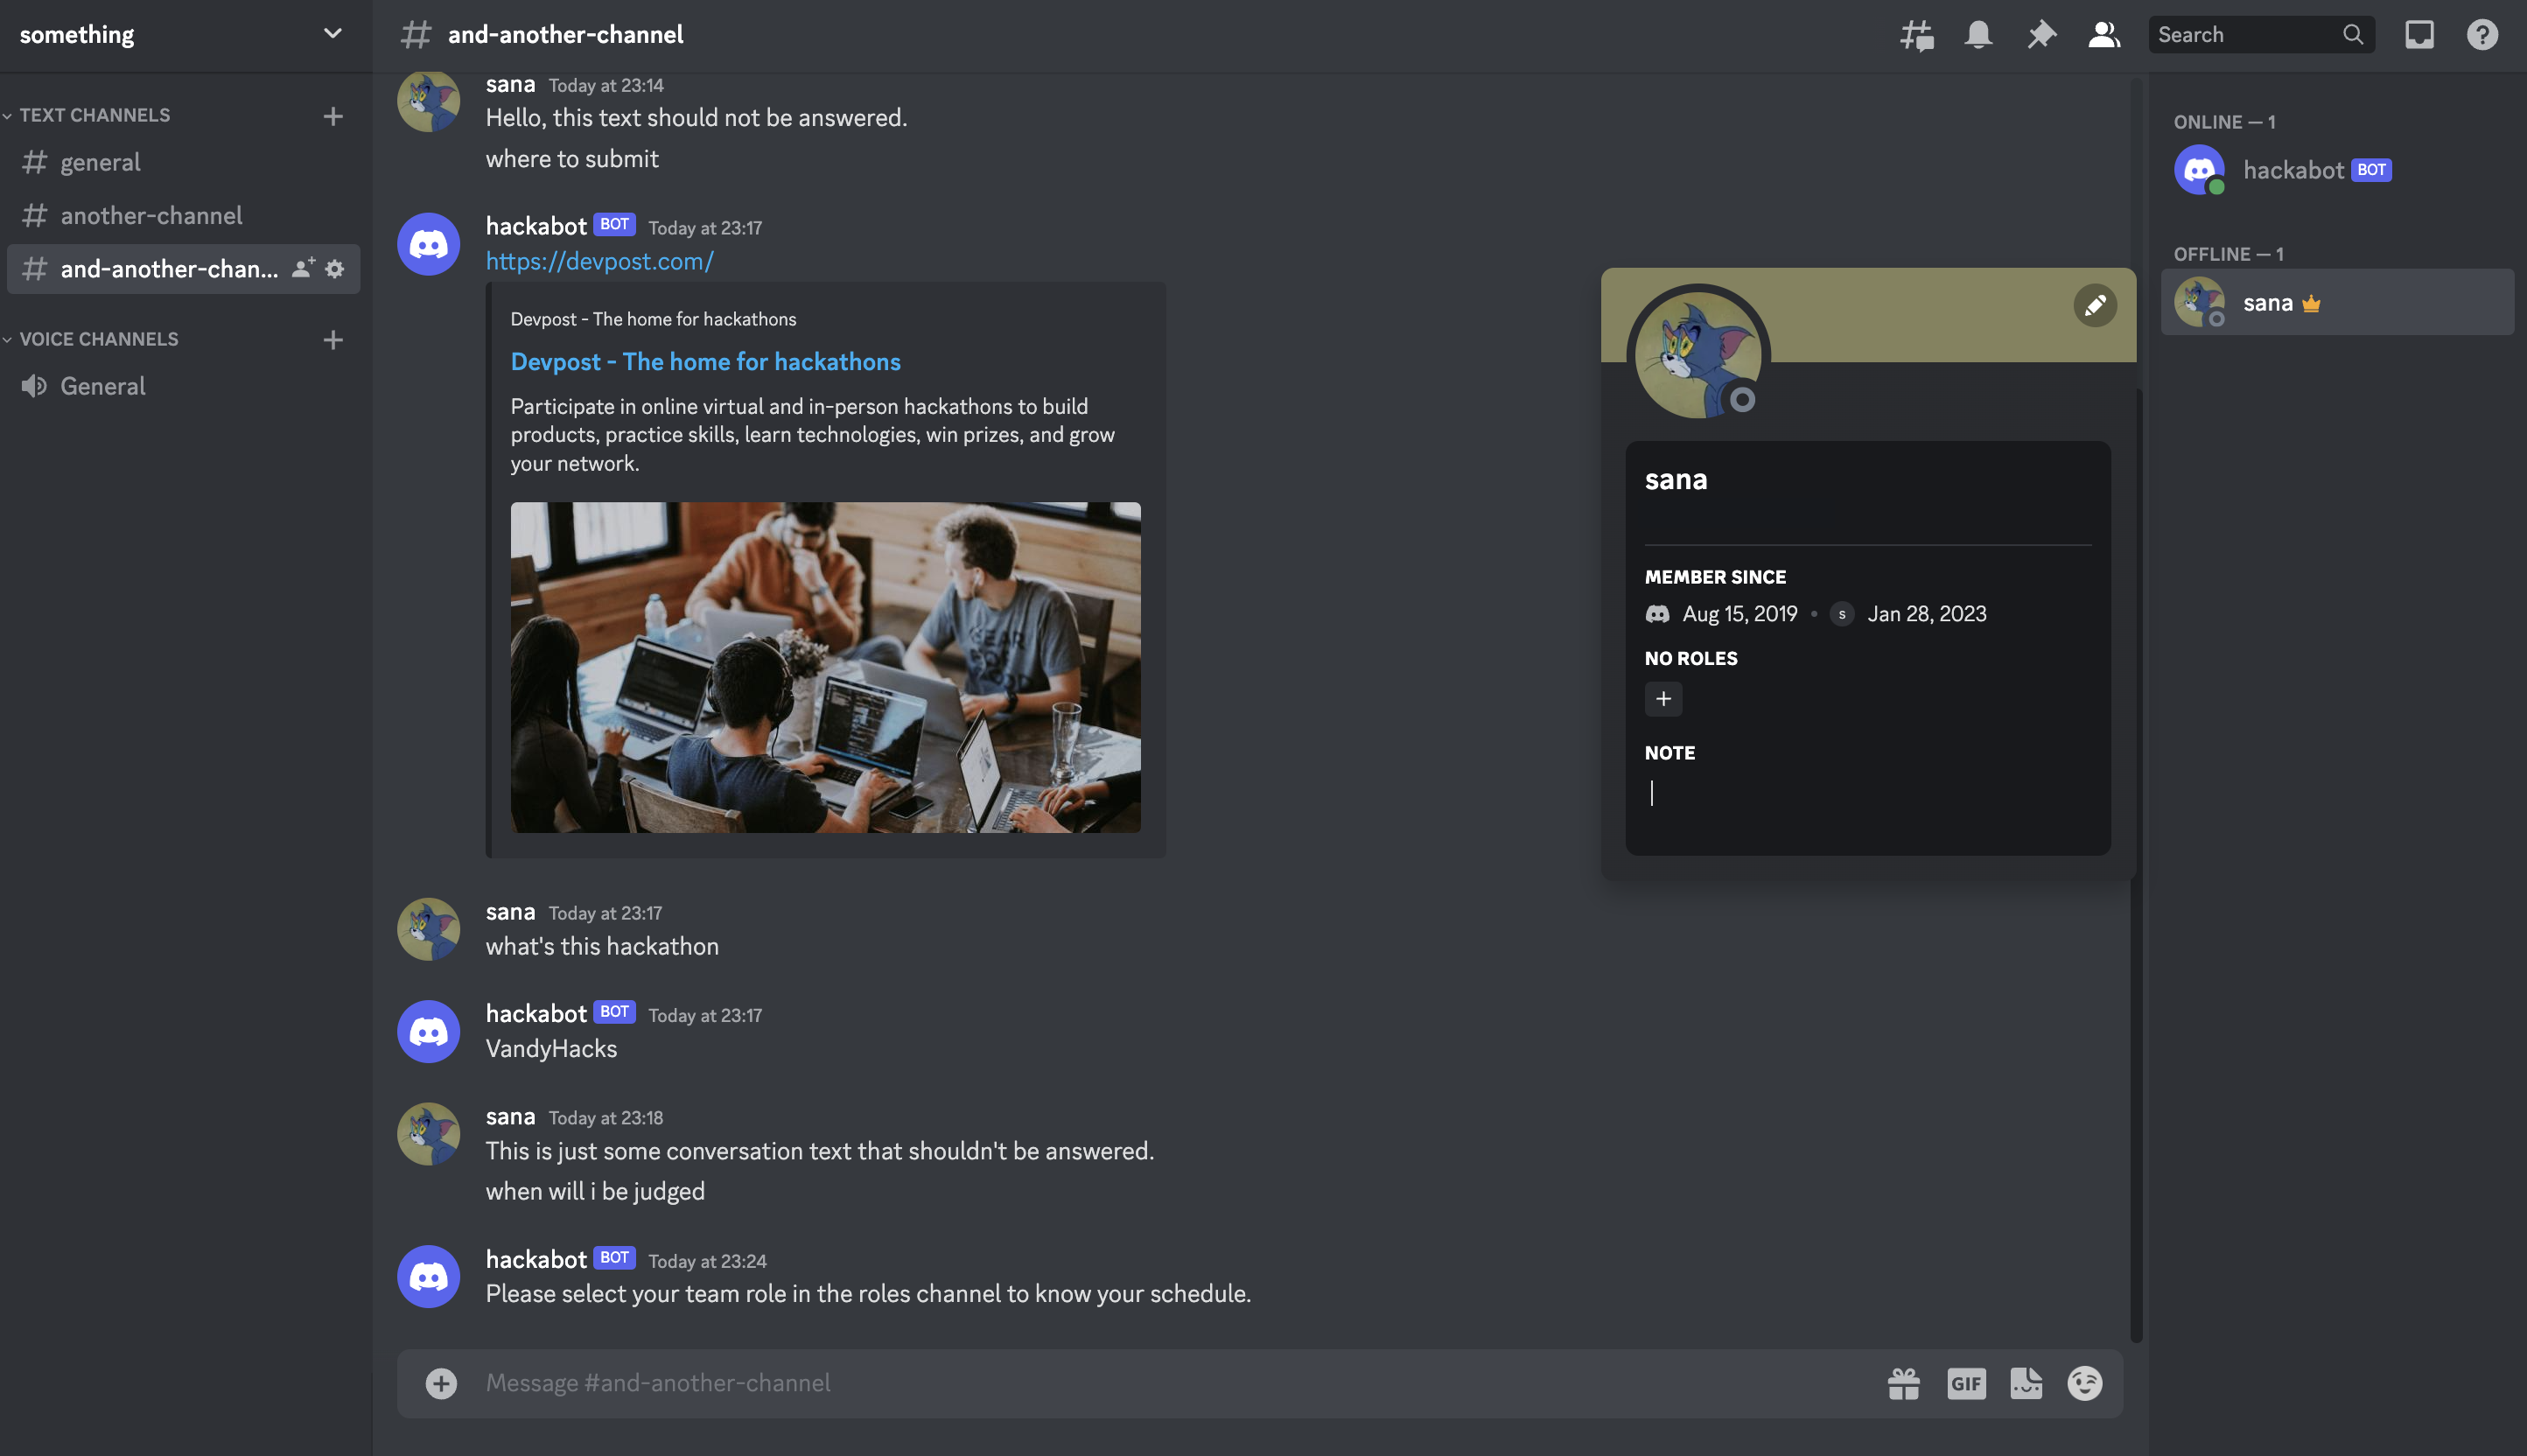 something
TEXT CHANNELS
general
another-channel
and-another-chan...
VOICE CHANNELS
General
and-another-channel
Search
sana Today at 23:14
Hello, this text should not be answered.
where to submit
hackabot BOT Today at 23:17
https://devpost.com/
Devpost - The home for hackathons
Devpost - The home for hackathons
Participate in online virtual and in-person hackathons to build
products, practice skills, learn technologies, win prizes, and grow
your network.
GEAR
sana Today at 23:17
what's this hackathon
hackabot BOT Today at 23:17
VandyHacks
sana Today at 23:18
This is just some conversation text that shouldn't be answered.
when will i be judged
hackabot BOT Today at 23:24
Please select your team role in the roles channel to know your schedule.
Message #and-another-channel
GIF
sana
MEMBER SINCE
Aug 15, 2019 • s Jan 28, 2023
NO ROLES
NOTE
ONLINE — 1
hackabot BOT
OFFLINE — 1
sana